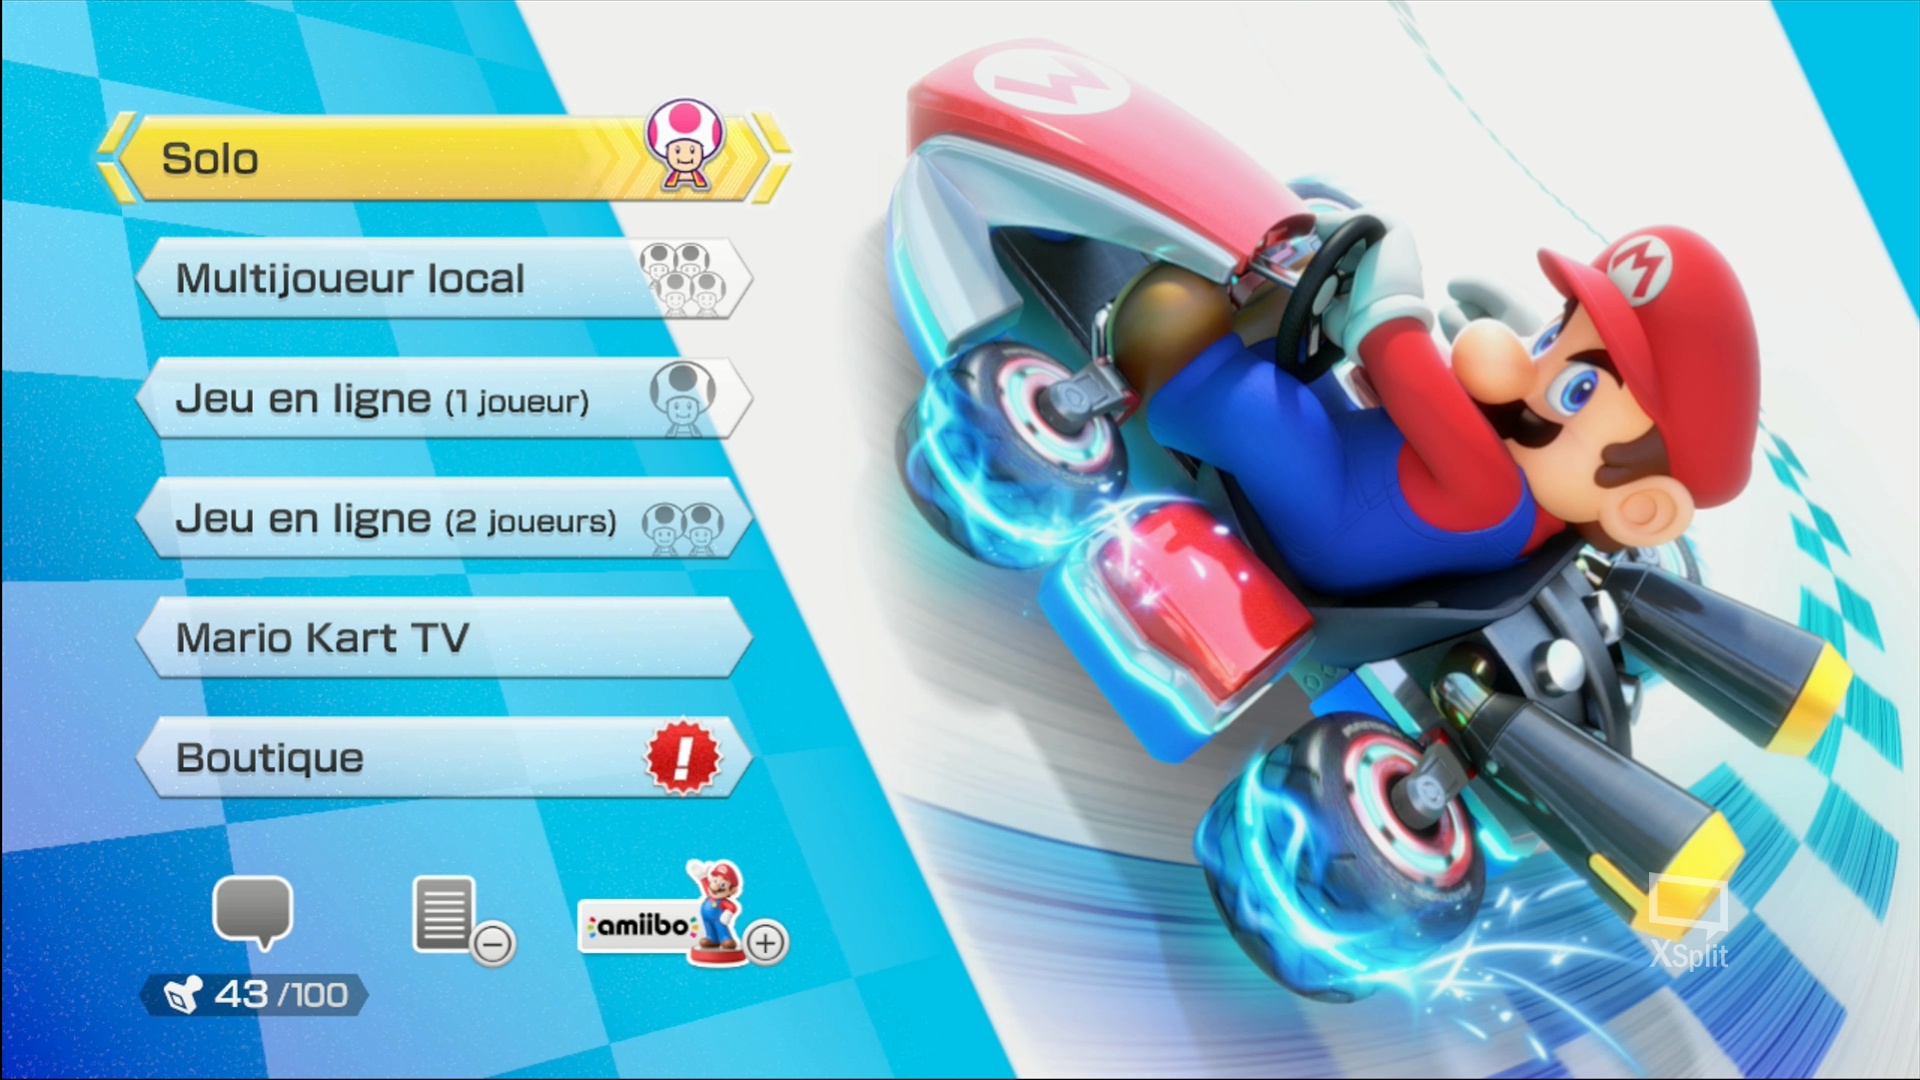 Solo
Multijoueur local
Jeu en ligne (1 joueur)
Jeu en ligne (2 joueurs)
Mario Kart TV
Boutique
!
amiibo
43/100
M
M
XSplit